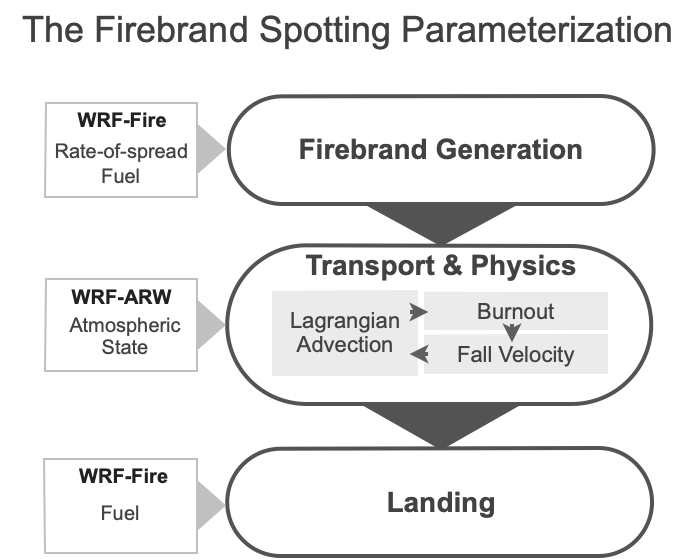 The Firebrand Spotting Parameterization
WRF-Fire
Rate-of-spread
Fuel
Firebrand Generation
WRF-ARW
Atmospheric
State
Transport & Physics
Lagrangian
Advection
Burnout
Fall Velocity
WRF-Fire
Fuel
Landing